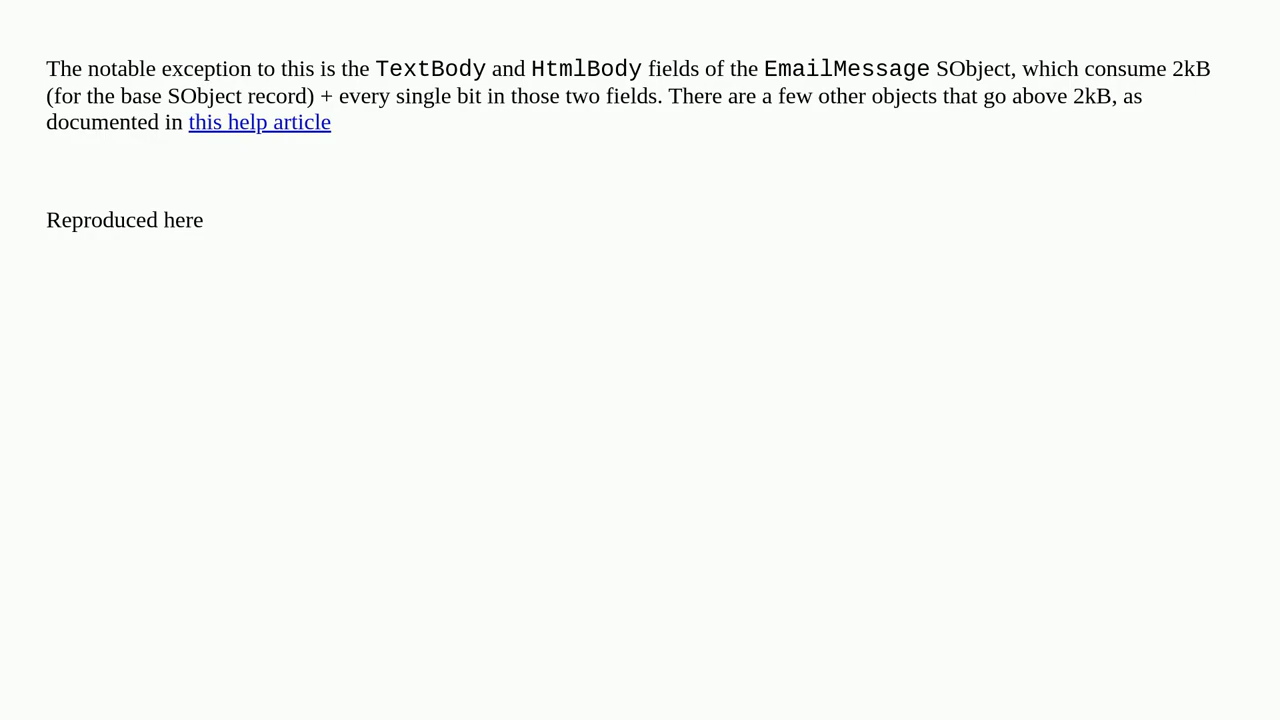 The notable exception to this is the TextBody and HtmlBody fields of the EmailMessage SObject, which consume 2kB
(for the base SObject record) + every single bit in those two fields. There are a few other objects that go above 2kB, as
documented in this help article
Reproduced here